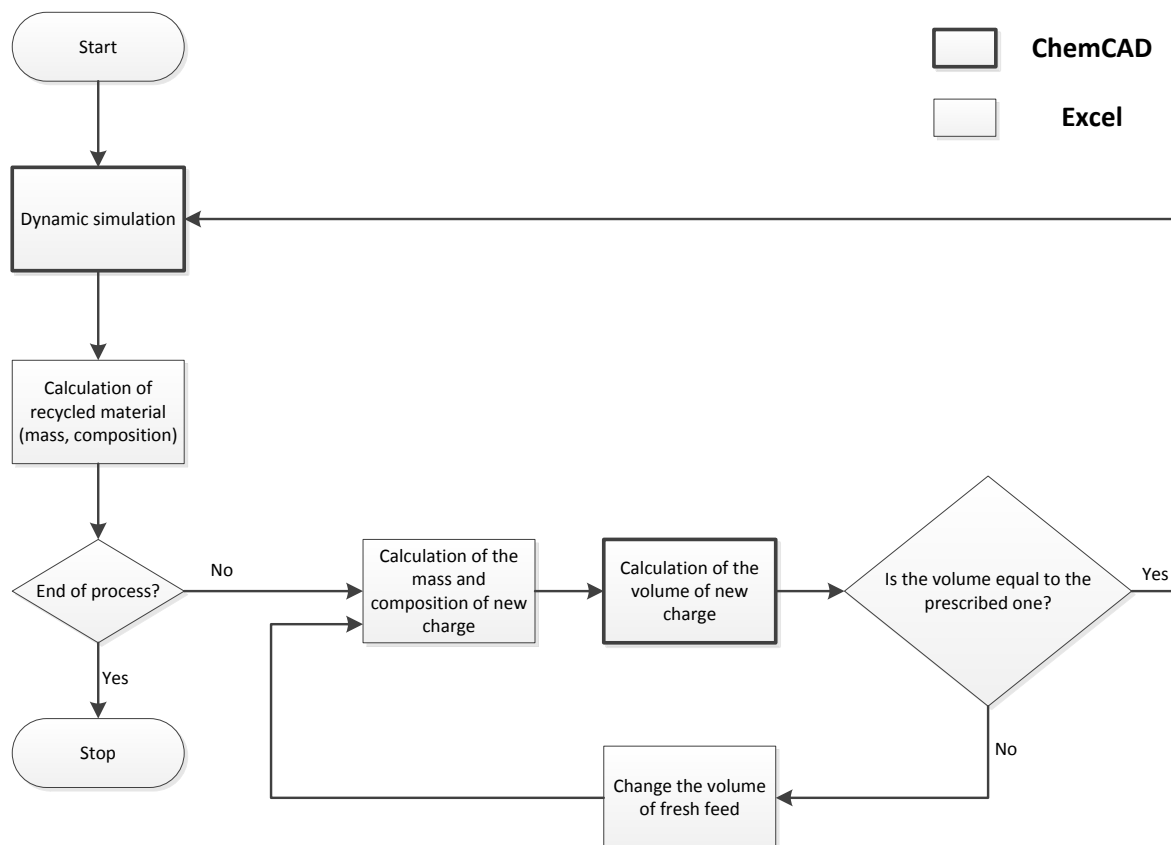 Start
ChemCAD
Excel
Dynamic simulation
Calculation of
recycled material
(mass, composition)
End of process?
No
Calculation of the
mass and
composition of new
charge
Calculation of the
volume of new
charge
Is the volume equal to the
prescribed one?
Yes
Yes
Stop
No
Change the volume
of fresh feed